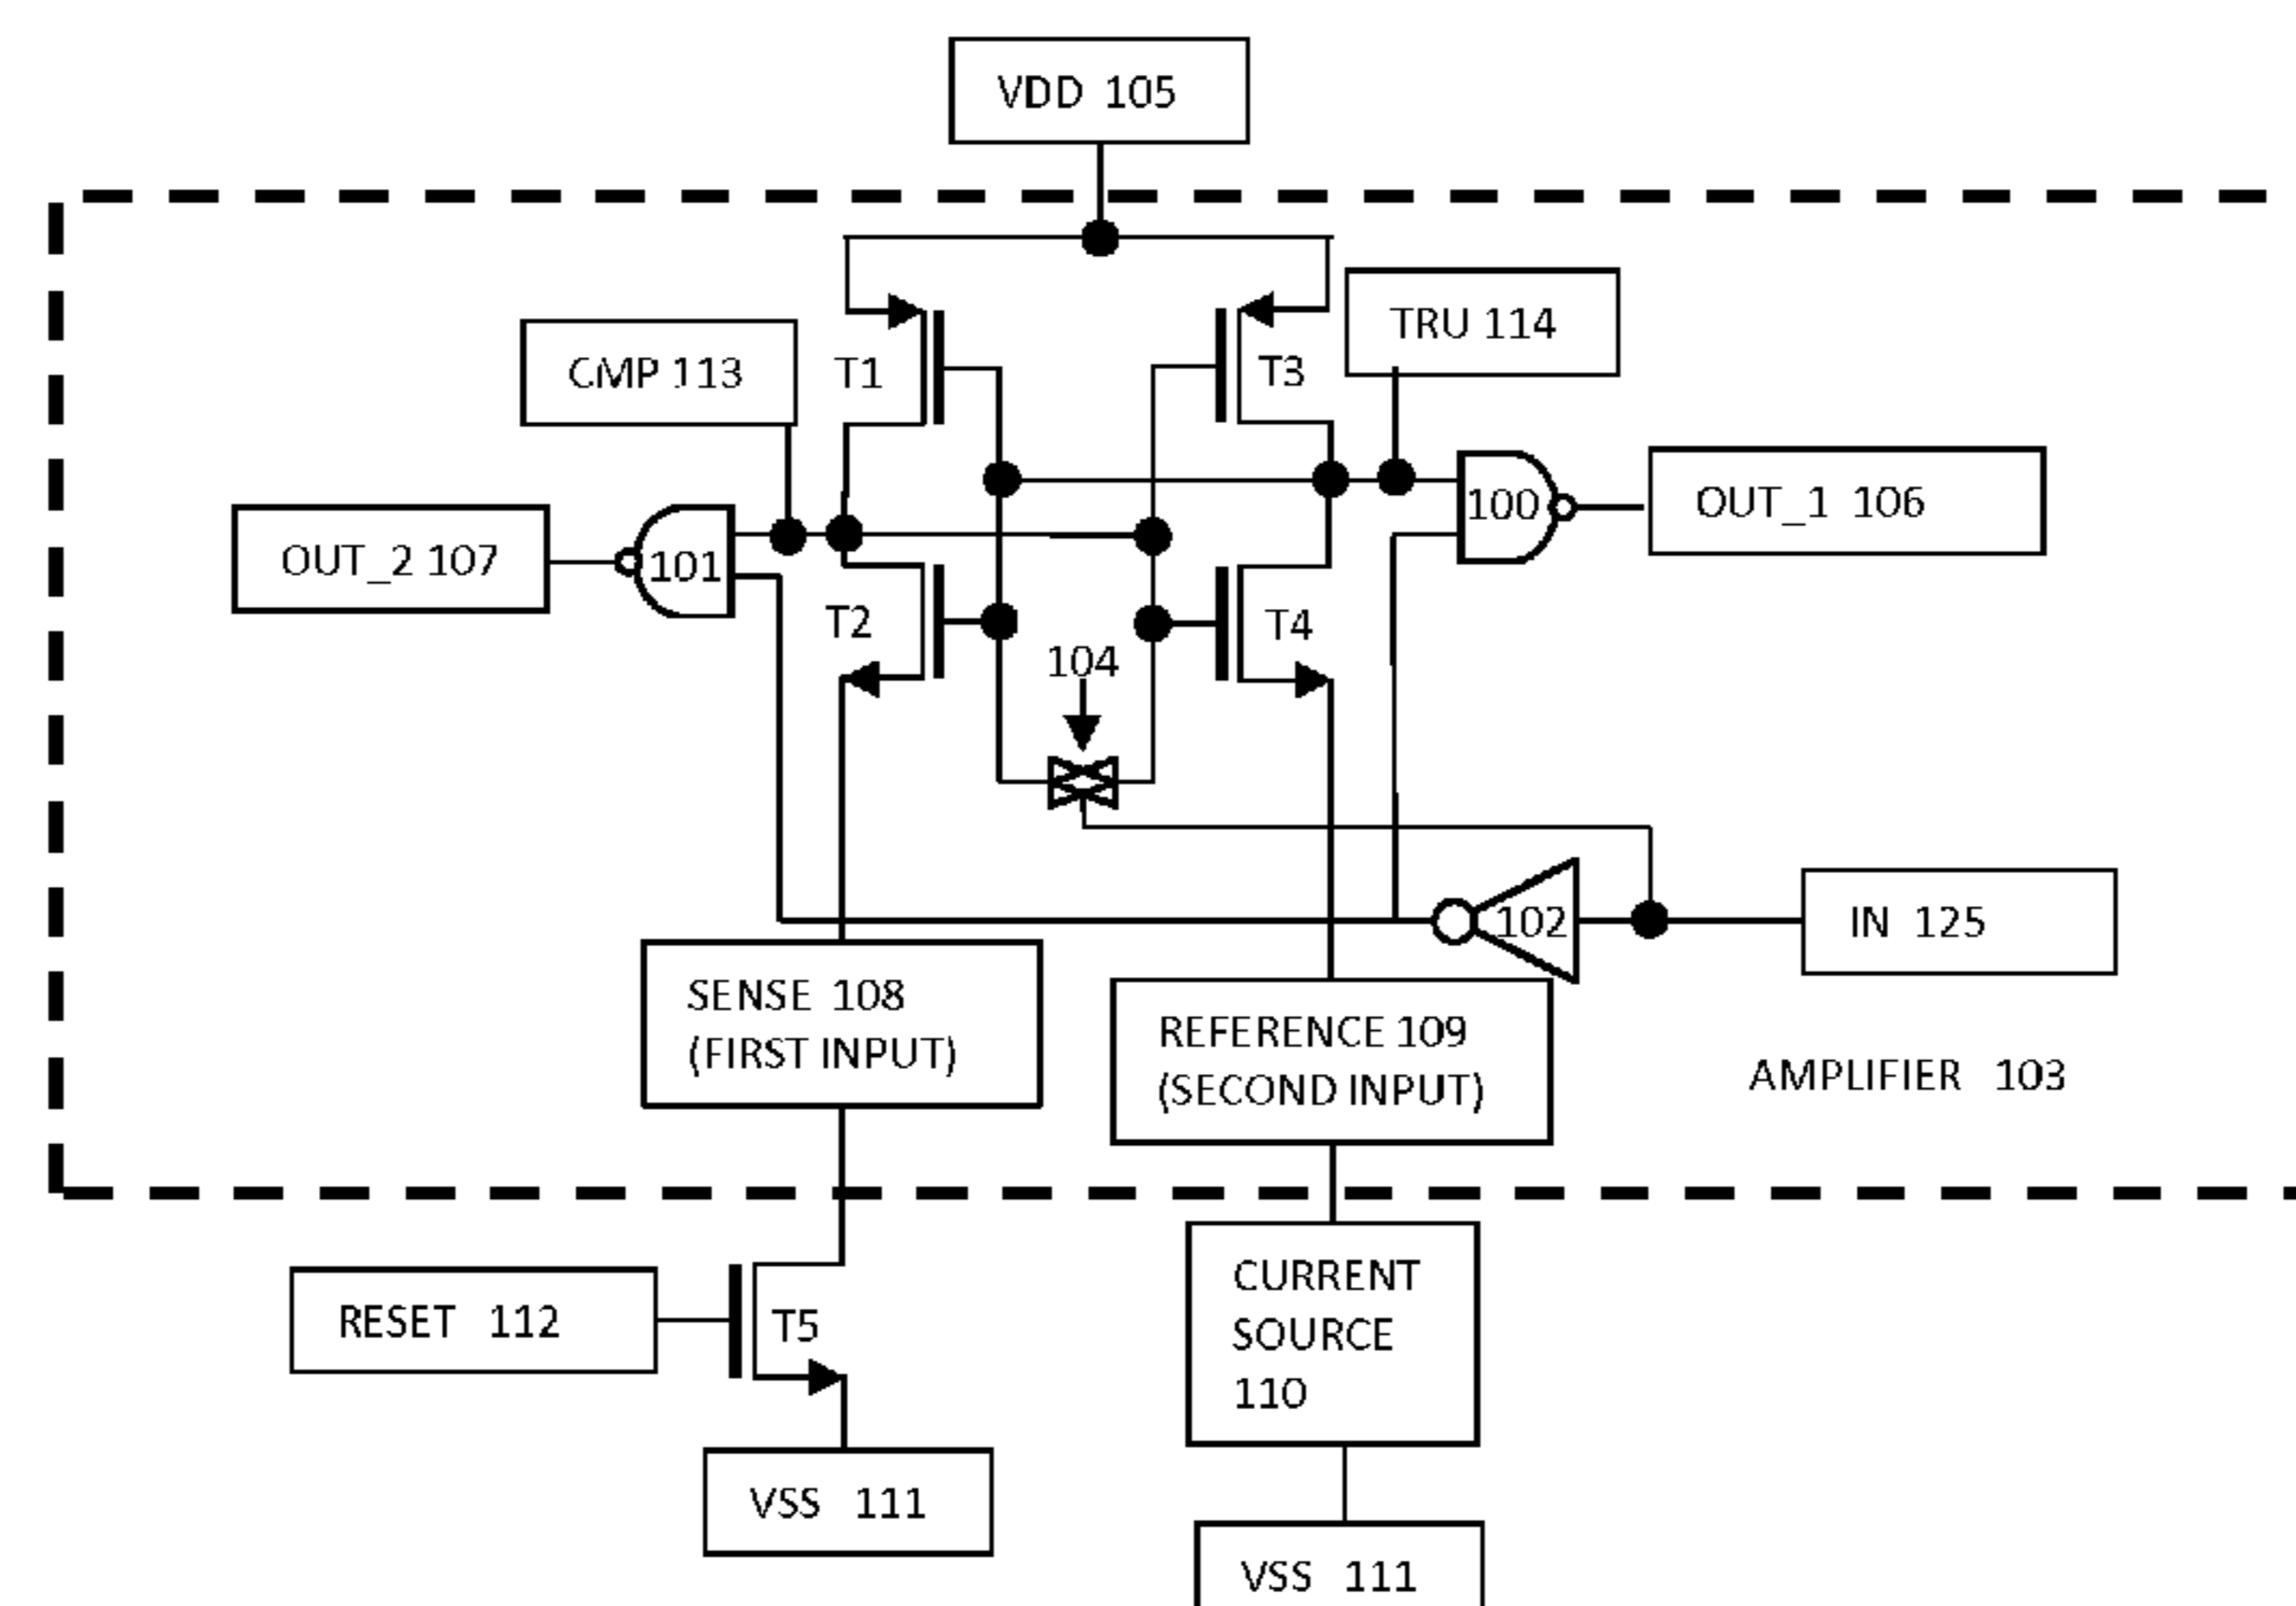 VDD 105
TRU 114
CMP 113
T1
T3
100
OUT_1 106
OUT_2 107
101
T2
T4
104
102
IN 125
SENSE 108
(FIRST INPUT)
REFERENCE 109
(SECOND INPUT)
AMPLIFIER 103
CURRENT
SOURCE
110
RESET 112
T5
VSS 111
VSS 111